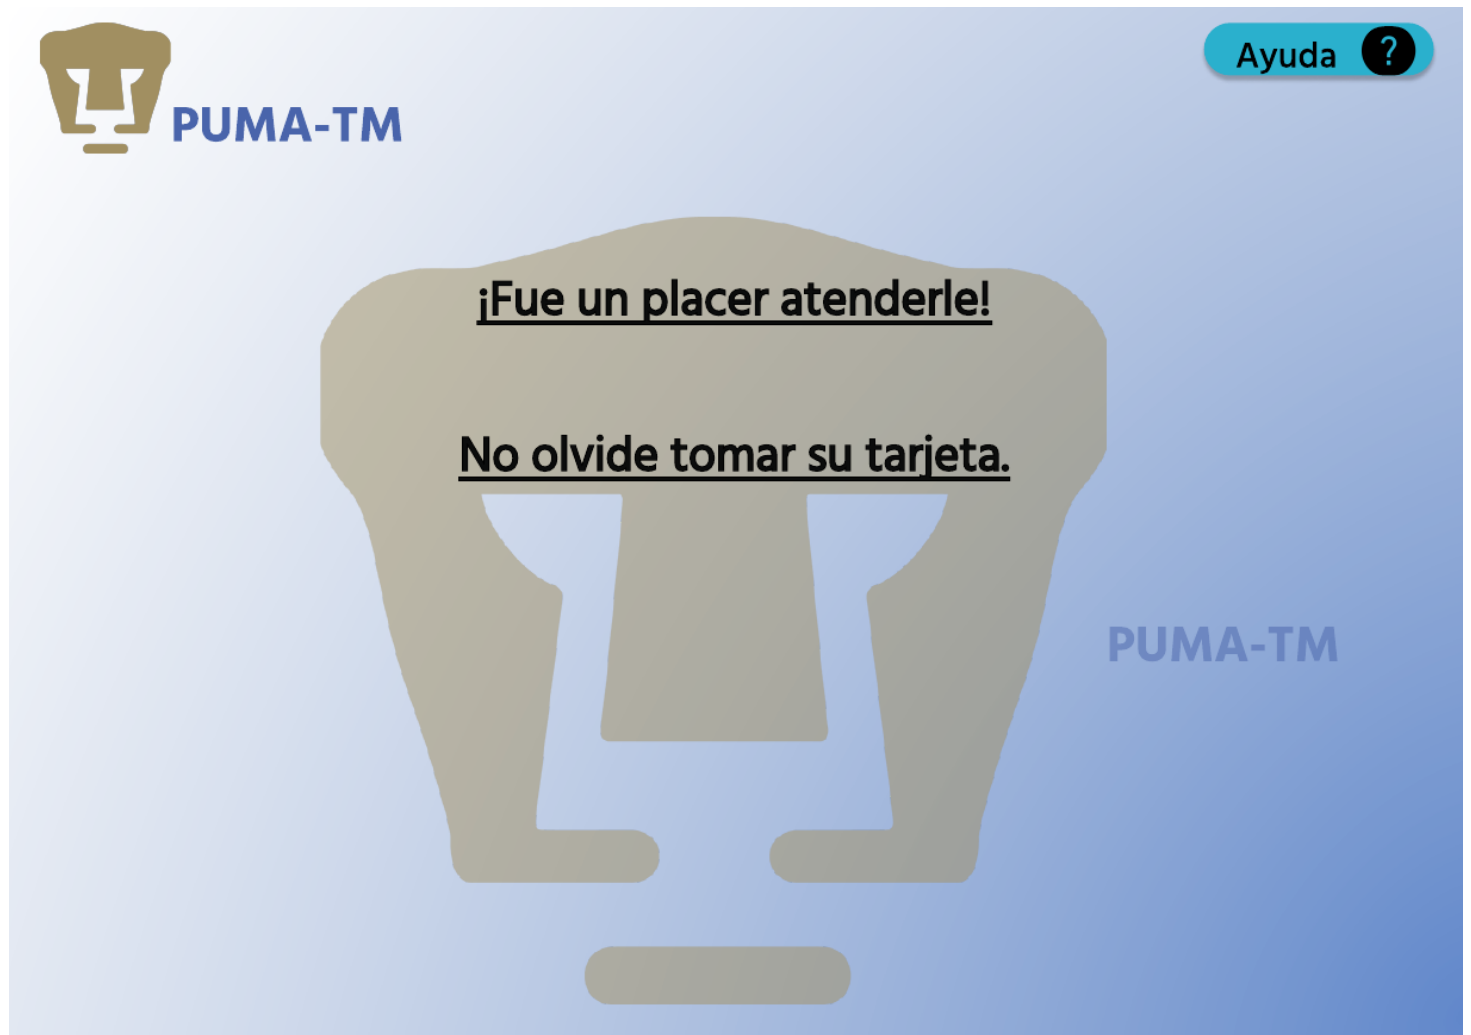 Ayuda ?
PUMA-TM
¡Fue un placer atenderle!
No olvide tomar su tarjeta.
PUMA-TM